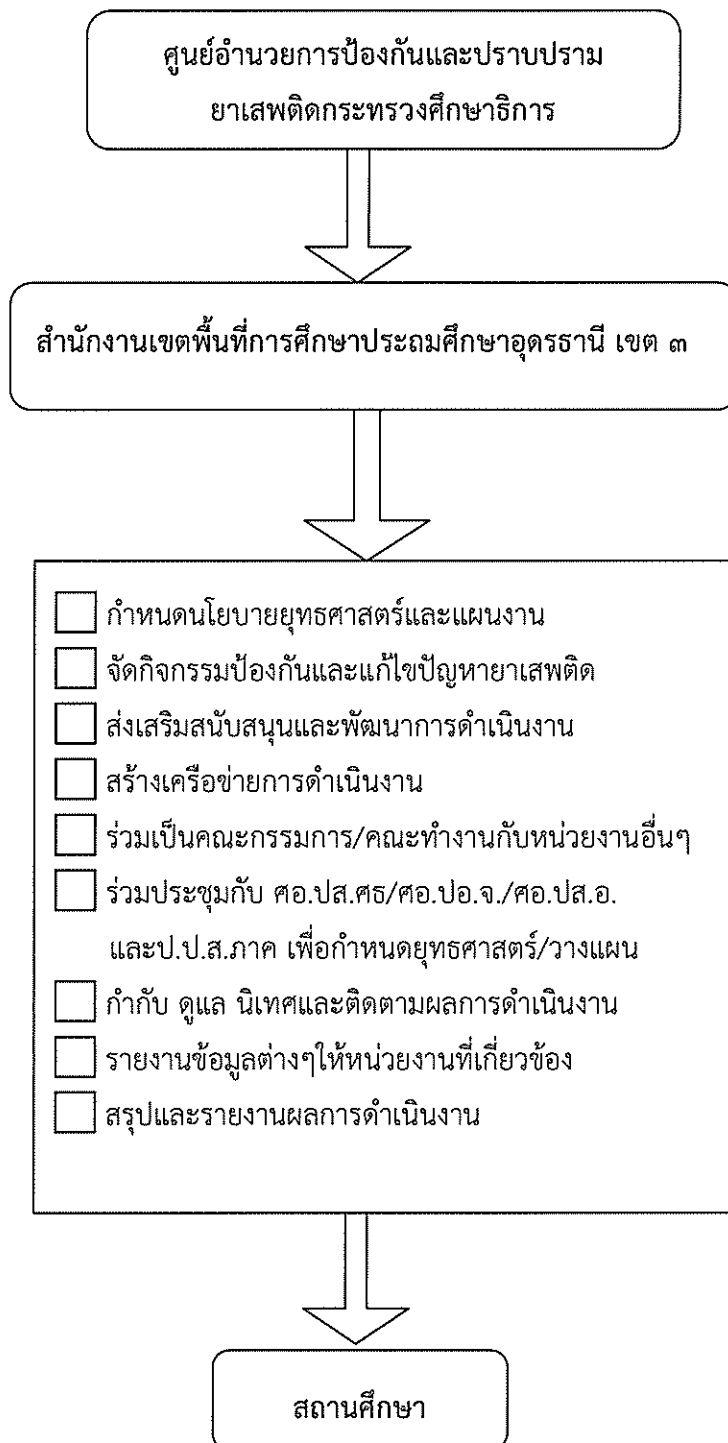 ศูนย์อำนวยการป้องกันและปราบปราม
ยาเสพติดกระทรวงศึกษาธิการ
สำนักงานเขตพื้นที่การศึกษาประถมศึกษาอุดรธานี เขต ๓
กำหนดนโยบายยุทธศาสตร์และแผนงาน
จัดกิจกรรมป้องกันและแก้ไขปัญหายาเสพติด
ส่งเสริมสนับสนุนและพัฒนาการดำเนินงาน
สร้างเครือข่ายการดำเนินงาน
ร่วมเป็นคณะกรรมการ/คณะทำงานกับหน่วยงานอื่นๆ
ร่วมประชุมกับ ศอ.ปส.ศธ/ศอ.ปอ.จ./ศอ.ปส.อ.
และป.ป.ส.ภาค เพื่อกำหนดยุทธศาสตร์/วางแผน
กำกับ ดูแล นิเทศและติดตามผลการดำเนินงาน
รายงานข้อมูลต่างๆให้หน่วยงานที่เกี่ยวข้อง
สรุปและรายงานผลการดำเนินงาน
สถานศึกษา